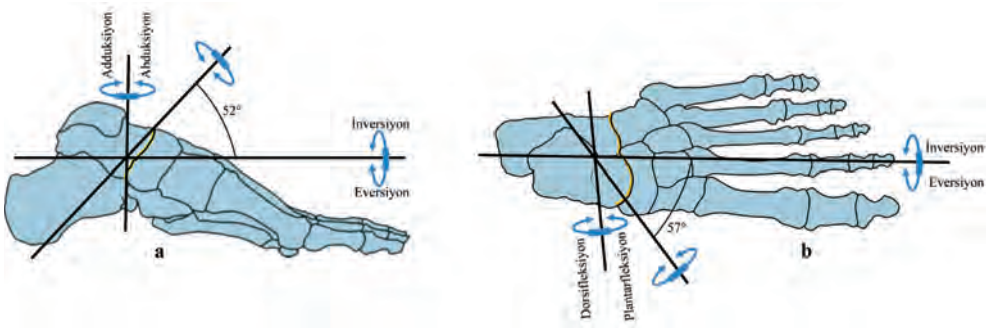 Adduksiyon
Abduksiyon
52°
İnversiyon
Eversiyon
a
İnversiyon
Eversiyon
57°
Dorsifleksiyon
Plantarfleksiyon
b